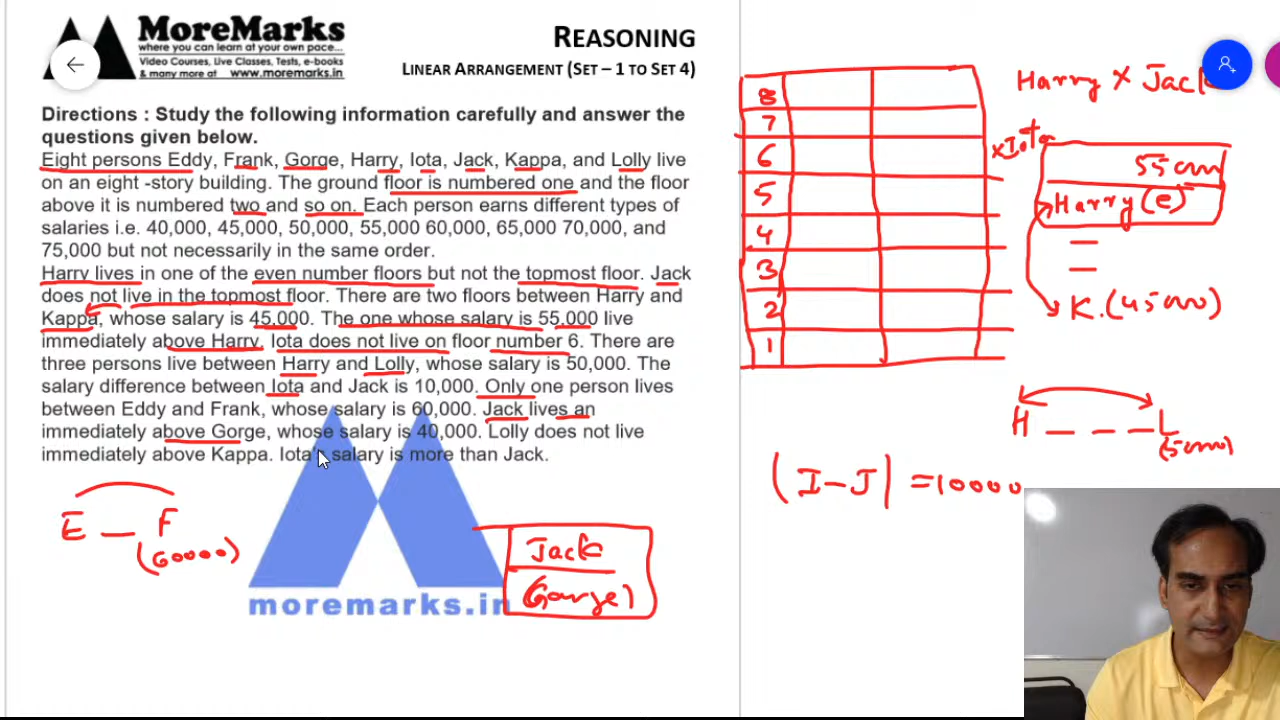 MoreMarks
where you can learn at your own pace...
Video Courses, Live Classes, Tests, e-books
& many more at www.moremarks.in
REASONING
LINEAR ARRANGEMENT (SET – 1 TO SET 4)
Directions : Study the following information carefully and answer the
questions given below.
Eight persons Eddy, Frank, Gorge, Harry, Iota, Jack, Kappa, and Lolly live
on an eight -story building. The ground floor is numbered one and the floor
above it is numbered two and so on. Each person earns different types of
salaries i.e. 40,000, 45,000, 50,000, 55,000 60,000, 65,000 70,000, and
75,000 but not necessarily in the same order.
Harry lives in one of the even number floors but not the topmost floor. Jack
does not live in the topmost floor. There are two floors between Harry and
Kappa, whose salary is 45,000. The one whose salary is 55,000 live
immediately above Harry. Iota does not live on floor number 6. There are
three persons live between Harry and Lolly, whose salary is 50,000. The
salary difference between Iota and Jack is 10,000. Only one person lives
between Eddy and Frank, whose salary is 60,000. Jack lives an
immediately above Gorge, whose salary is 40,000. Lolly does not live
immediately above Kappa. Iota's salary is more than Jack.
E _ F
(60000)
Jack
moremarks.in
8
7
6
5
4
3
2
1
Harry x Jack
x Iota
Harry (e)
K. (45000)
H _ _ _ L
|I - J| = 10000